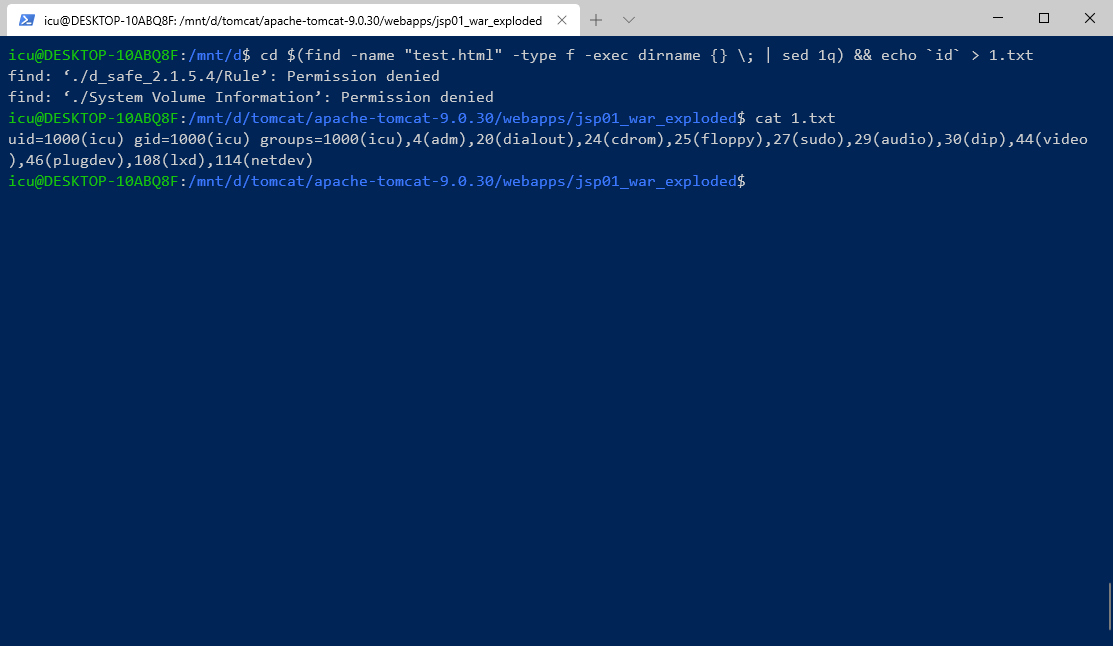 icu@DESKTOP-10ABQ8F: /mnt/d/tomcat/apache-tomcat-9.0.30/webapps/jsp01_war_exploded
icu@DESKTOP-10ABQ8F:/mnt/d$ cd $(find -name "test.html" -type f -exec dirname {} \; | sed 1q) && echo `id` > 1.txt
find: ‘./d_safe_2.1.5.4/Rule’: Permission denied
find: ‘./System Volume Information’: Permission denied
icu@DESKTOP-10ABQ8F:/mnt/d/tomcat/apache-tomcat-9.0.30/webapps/jsp01_war_exploded$ cat 1.txt
uid=1000(icu) gid=1000(icu) groups=1000(icu),4(adm),20(dialout),24(cdrom),25(floppy),27(sudo),29(audio),30(dip),44(video
),46(plugdev),108(lxd),114(netdev)
icu@DESKTOP-10ABQ8F:/mnt/d/tomcat/apache-tomcat-9.0.30/webapps/jsp01_war_exploded$